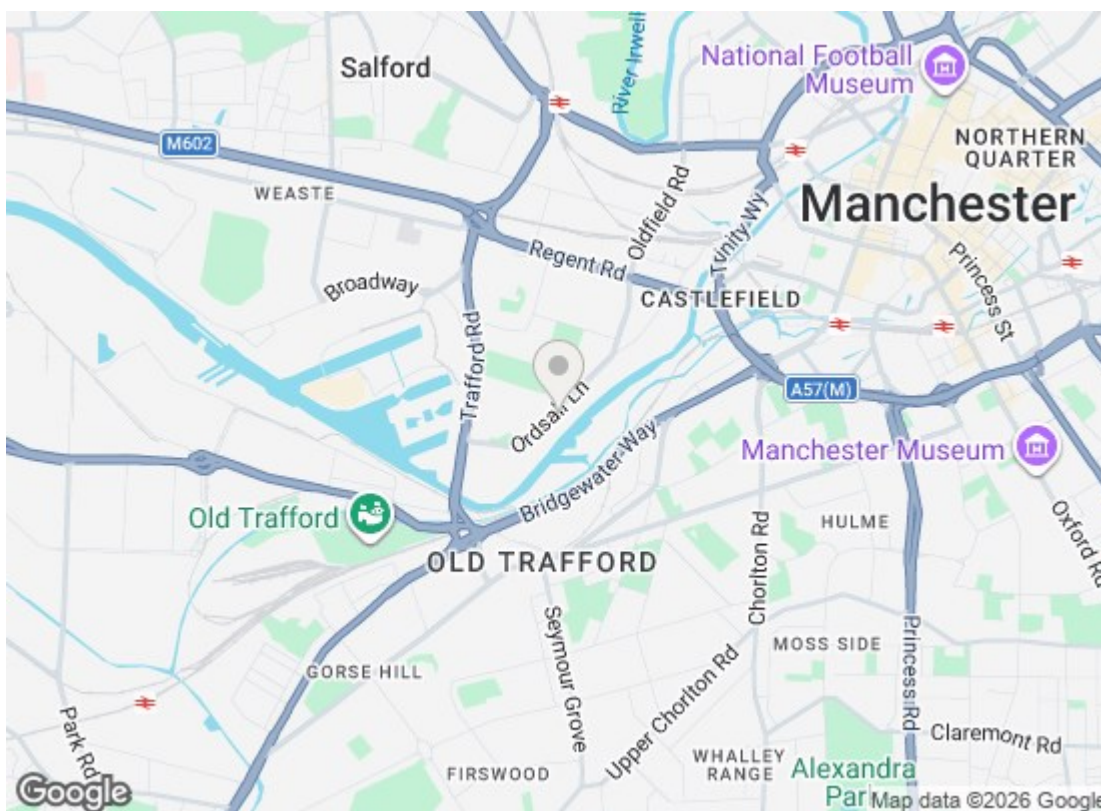 National Football
Museum
River Irwell
Salford
NORTHERN
QUARTER
M602
WEASTE
Oldfield Rd
Manchester
Trinity Wy
Regent Rd
Princess St
Broadway
CASTLEFIELD
Trafford Rd
A57(M)
Ordsall Ln
Bridgewater Way
Manchester Museum
Old Trafford
HULME
Oxford Rd
OLD TRAFFORD
Chorlton Rd
Seymour Grove
Princess Rd
MOSS SIDE
GORSE HILL
Upper Chorlton Rd
Park Rd
Claremont Rd
WHALLEY
RANGE
FIRSWOOD
Alexandra
Par
Google
Map data ©2026 Google